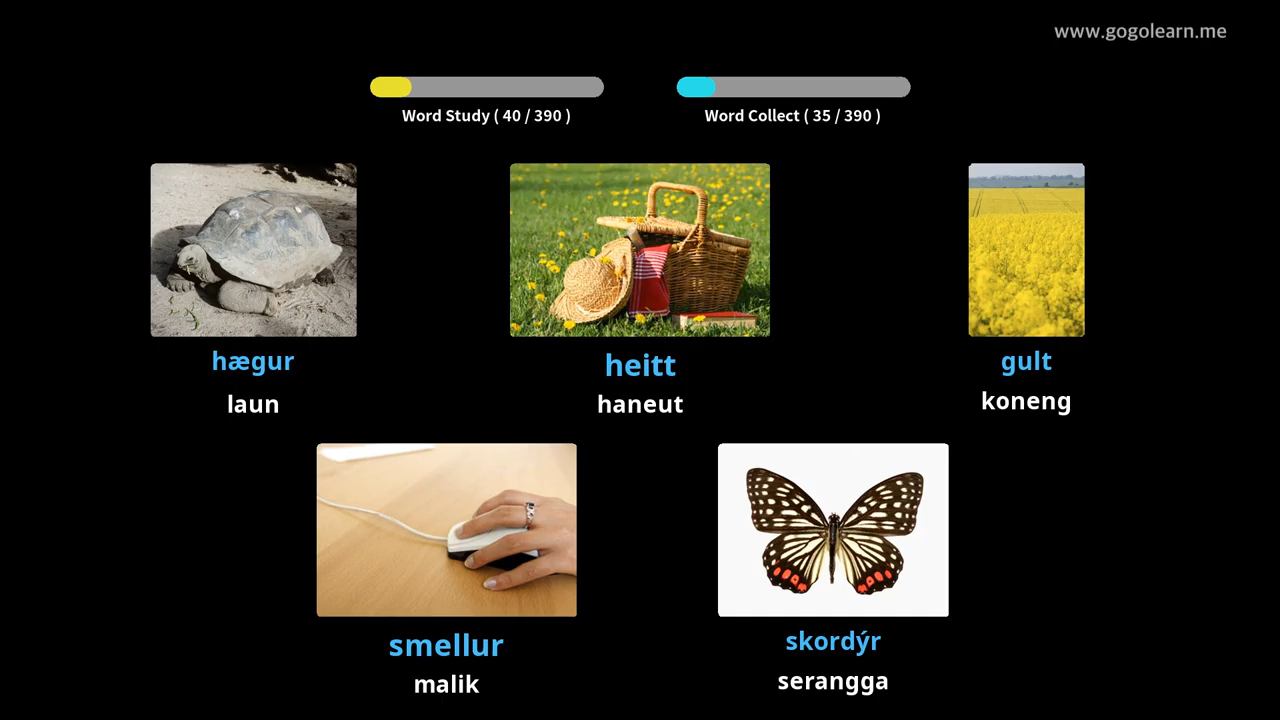 www.gogolearn.me
Word Study ( 40 / 390 )
Word Collect ( 35 / 390 )
hægur
laun
heitt
haneut
gult
koneng
smellur
malik
skordýr
serangga